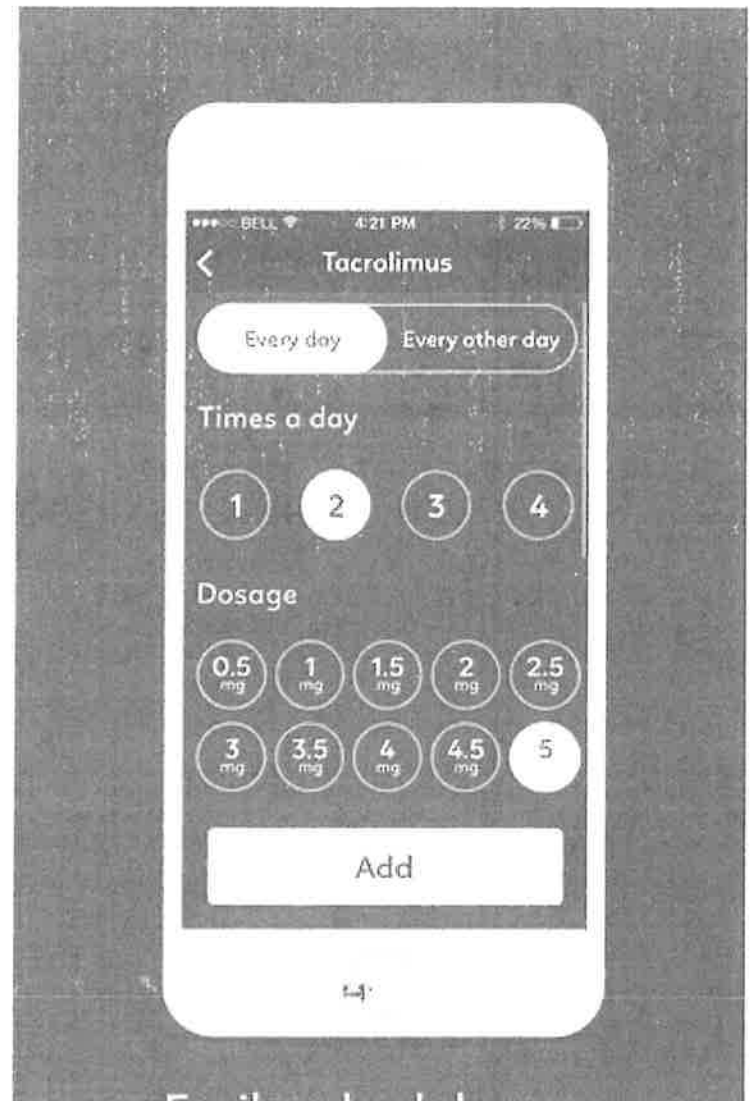 BELL 4:21 PM 22%
Tacrolimus
Every day Every other day
Times a day
1 2 3 4
Dosage
0.5 mg 1 mg 1.5 mg 2 mg 2.5 mg
3 mg 3.5 mg 4 mg 4.5 mg 5
Add